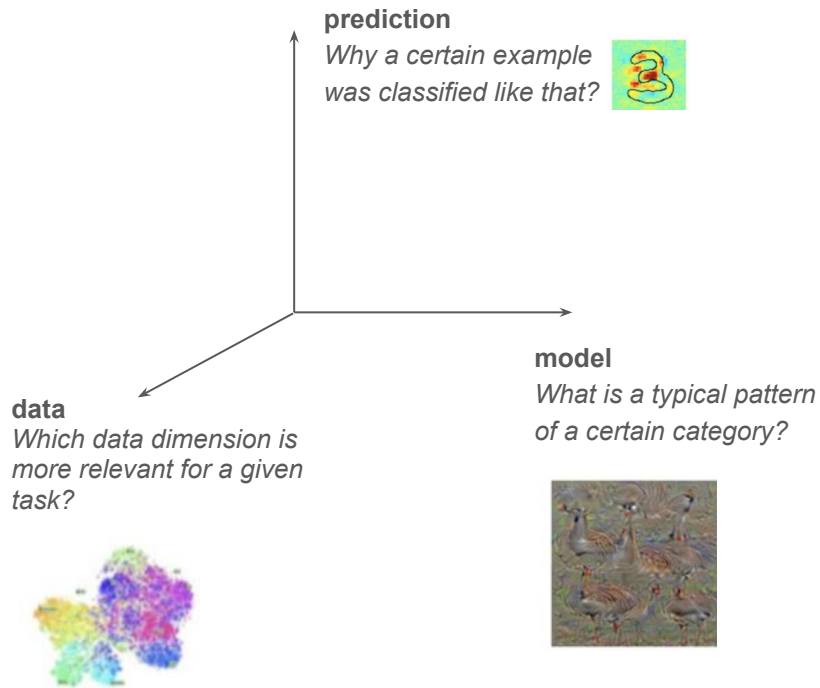 prediction
Why a certain example
was classified like that?
model
What is a typical pattern
of a certain category?
data
Which data dimension is
more relevant for a given
task?